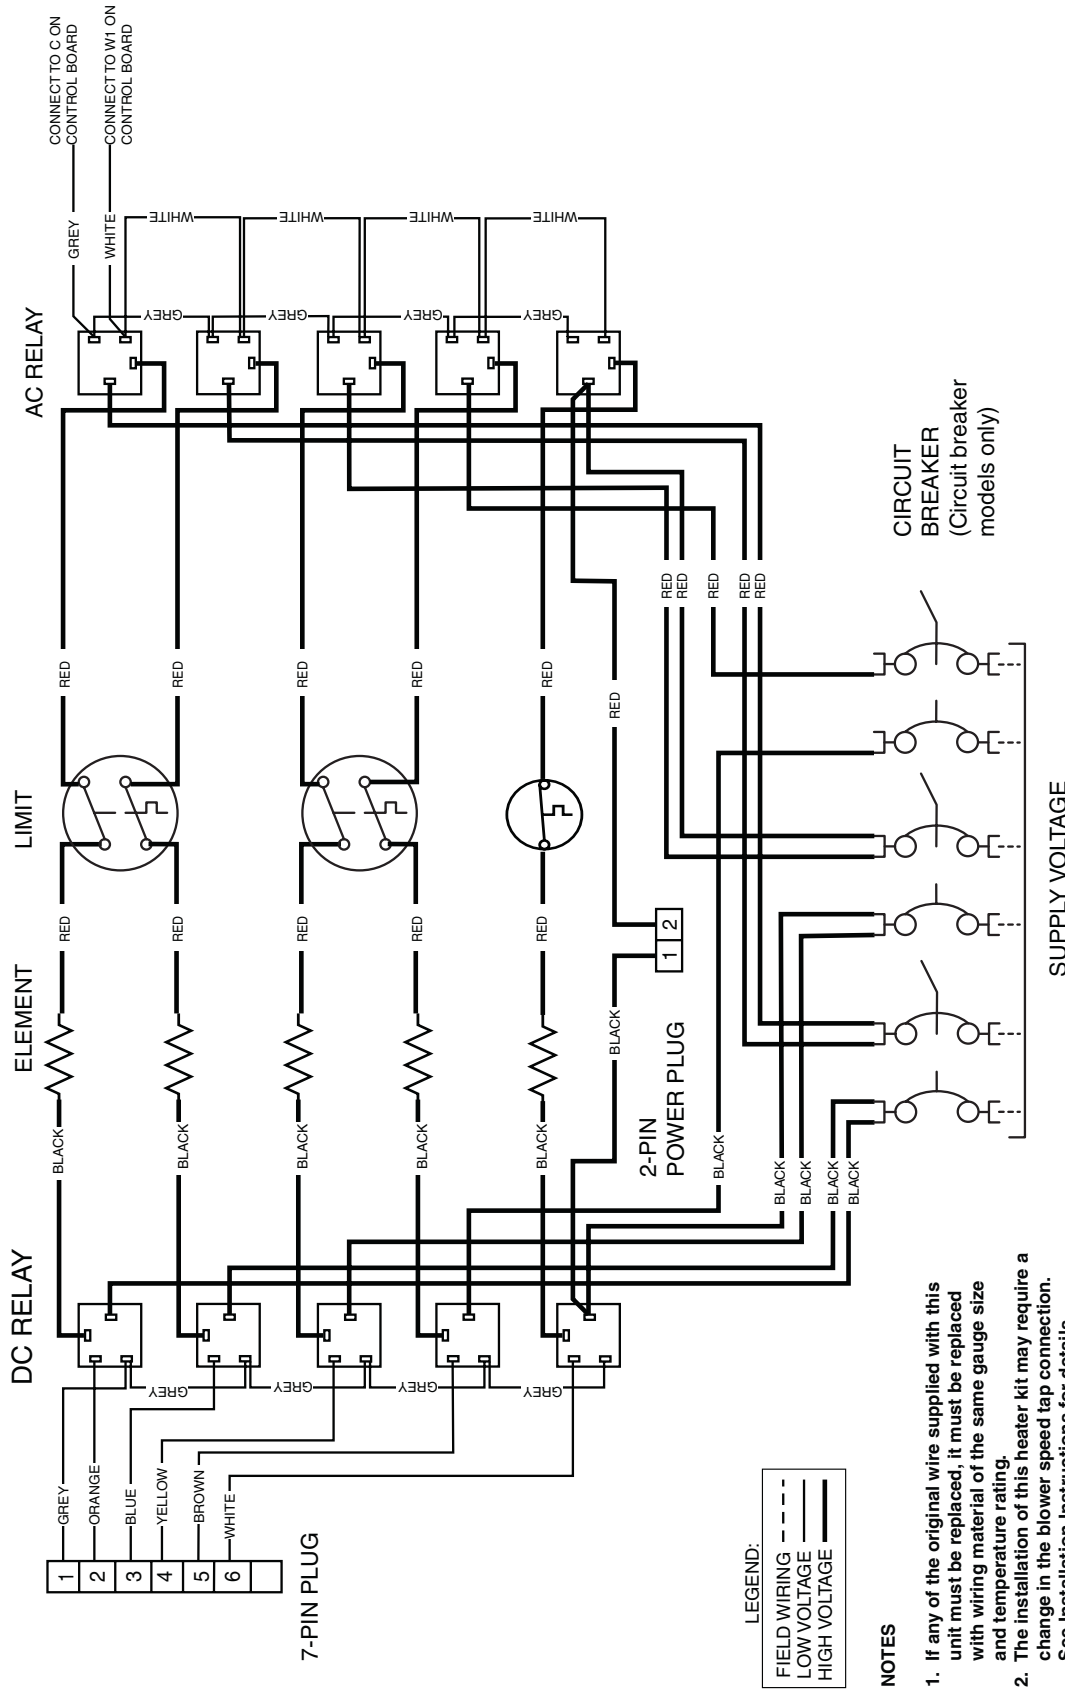 DC RELAY
ELEMENT
LIMIT
AC RELAY
CONNECT TO C ON
CONTROL BOARD
CONNECT TO W1 ON
CONTROL BOARD
GREY
WHITE
1
2
3
4
5
6
7-PIN PLUG
GREY
ORANGE
BLUE
YELLOW
BROWN
WHITE
GREY
GREY
GREY
GREY
BLACK
BLACK
BLACK
BLACK
BLACK
RED
RED
RED
RED
RED
RED
RED
RED
RED
RED
GREY
GREY
GREY
GREY
WHITE
WHITE
WHITE
WHITE
BLACK
1
2
RED
2-PIN
POWER PLUG
BLACK
BLACK
BLACK
BLACK
BLACK
RED
RED
RED
RED
RED
CIRCUIT
BREAKER
(Circuit breaker
models only)
SUPPLY VOLTAGE
LEGEND:
FIELD WIRING
LOW VOLTAGE
HIGH VOLTAGE
NOTES
1. If any of the original wire supplied with this
unit must be replaced, it must be replaced
with wiring material of the same gauge size
and temperature rating.
2. The installation of this heater kit may require a
change in the blower speed tap connection.
See Installation Instructions for details.